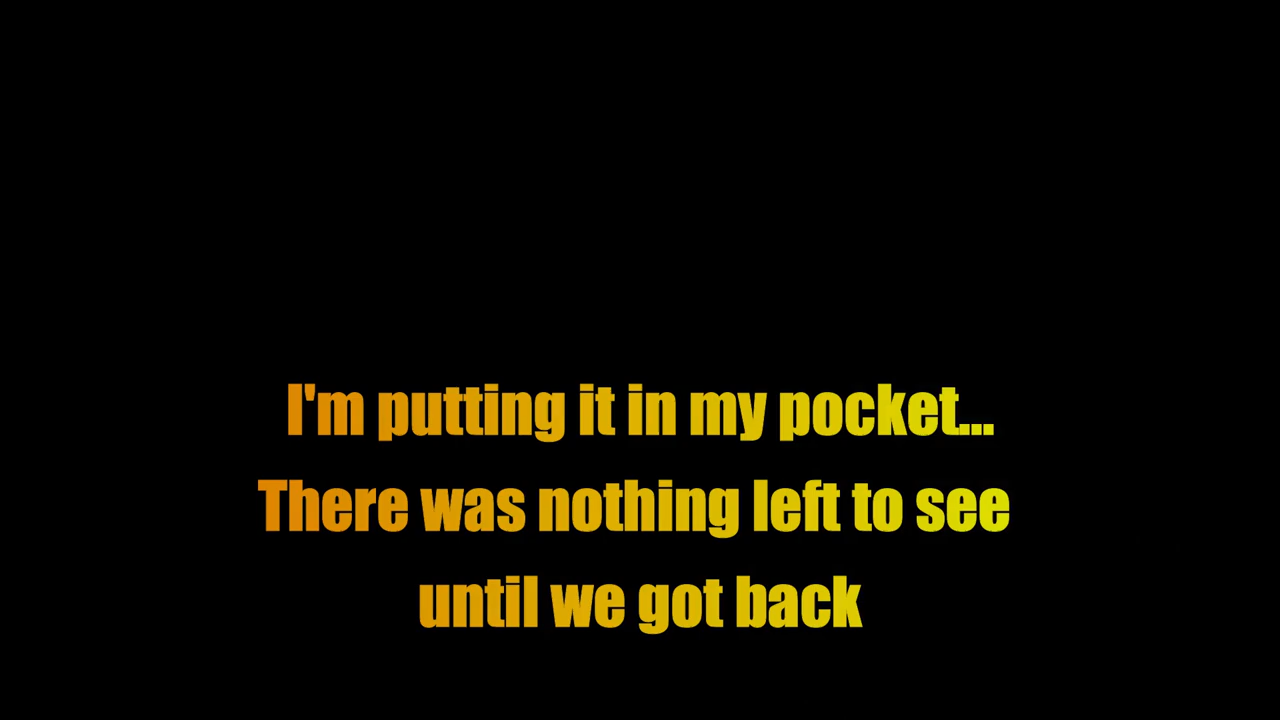 I'm putting it in my pocket...
There was nothing left to see
until we got back